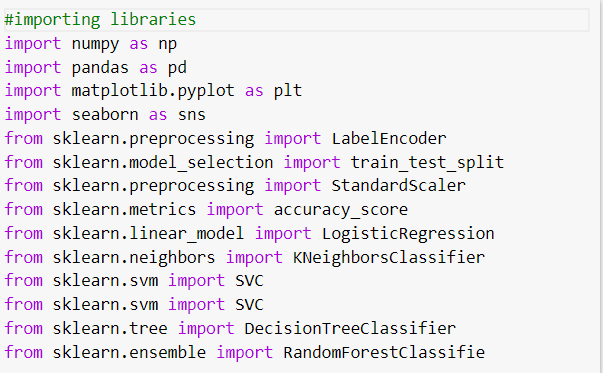 #importing libraries
import numpy as np
import pandas as pd
import matplotlib.pyplot as plt
import seaborn as sns
from sklearn.preprocessing import LabelEncoder
from sklearn.model_selection import train_test_split
from sklearn.preprocessing import StandardScaler
from sklearn.metrics import accuracy_score
from sklearn.linear_model import LogisticRegression
from sklearn.neighbors import KNeighborsClassifier
from sklearn.svm import SVC
from sklearn.svm import SVC
from sklearn.tree import DecisionTreeClassifier
from sklearn.ensemble import RandomForestClassifie